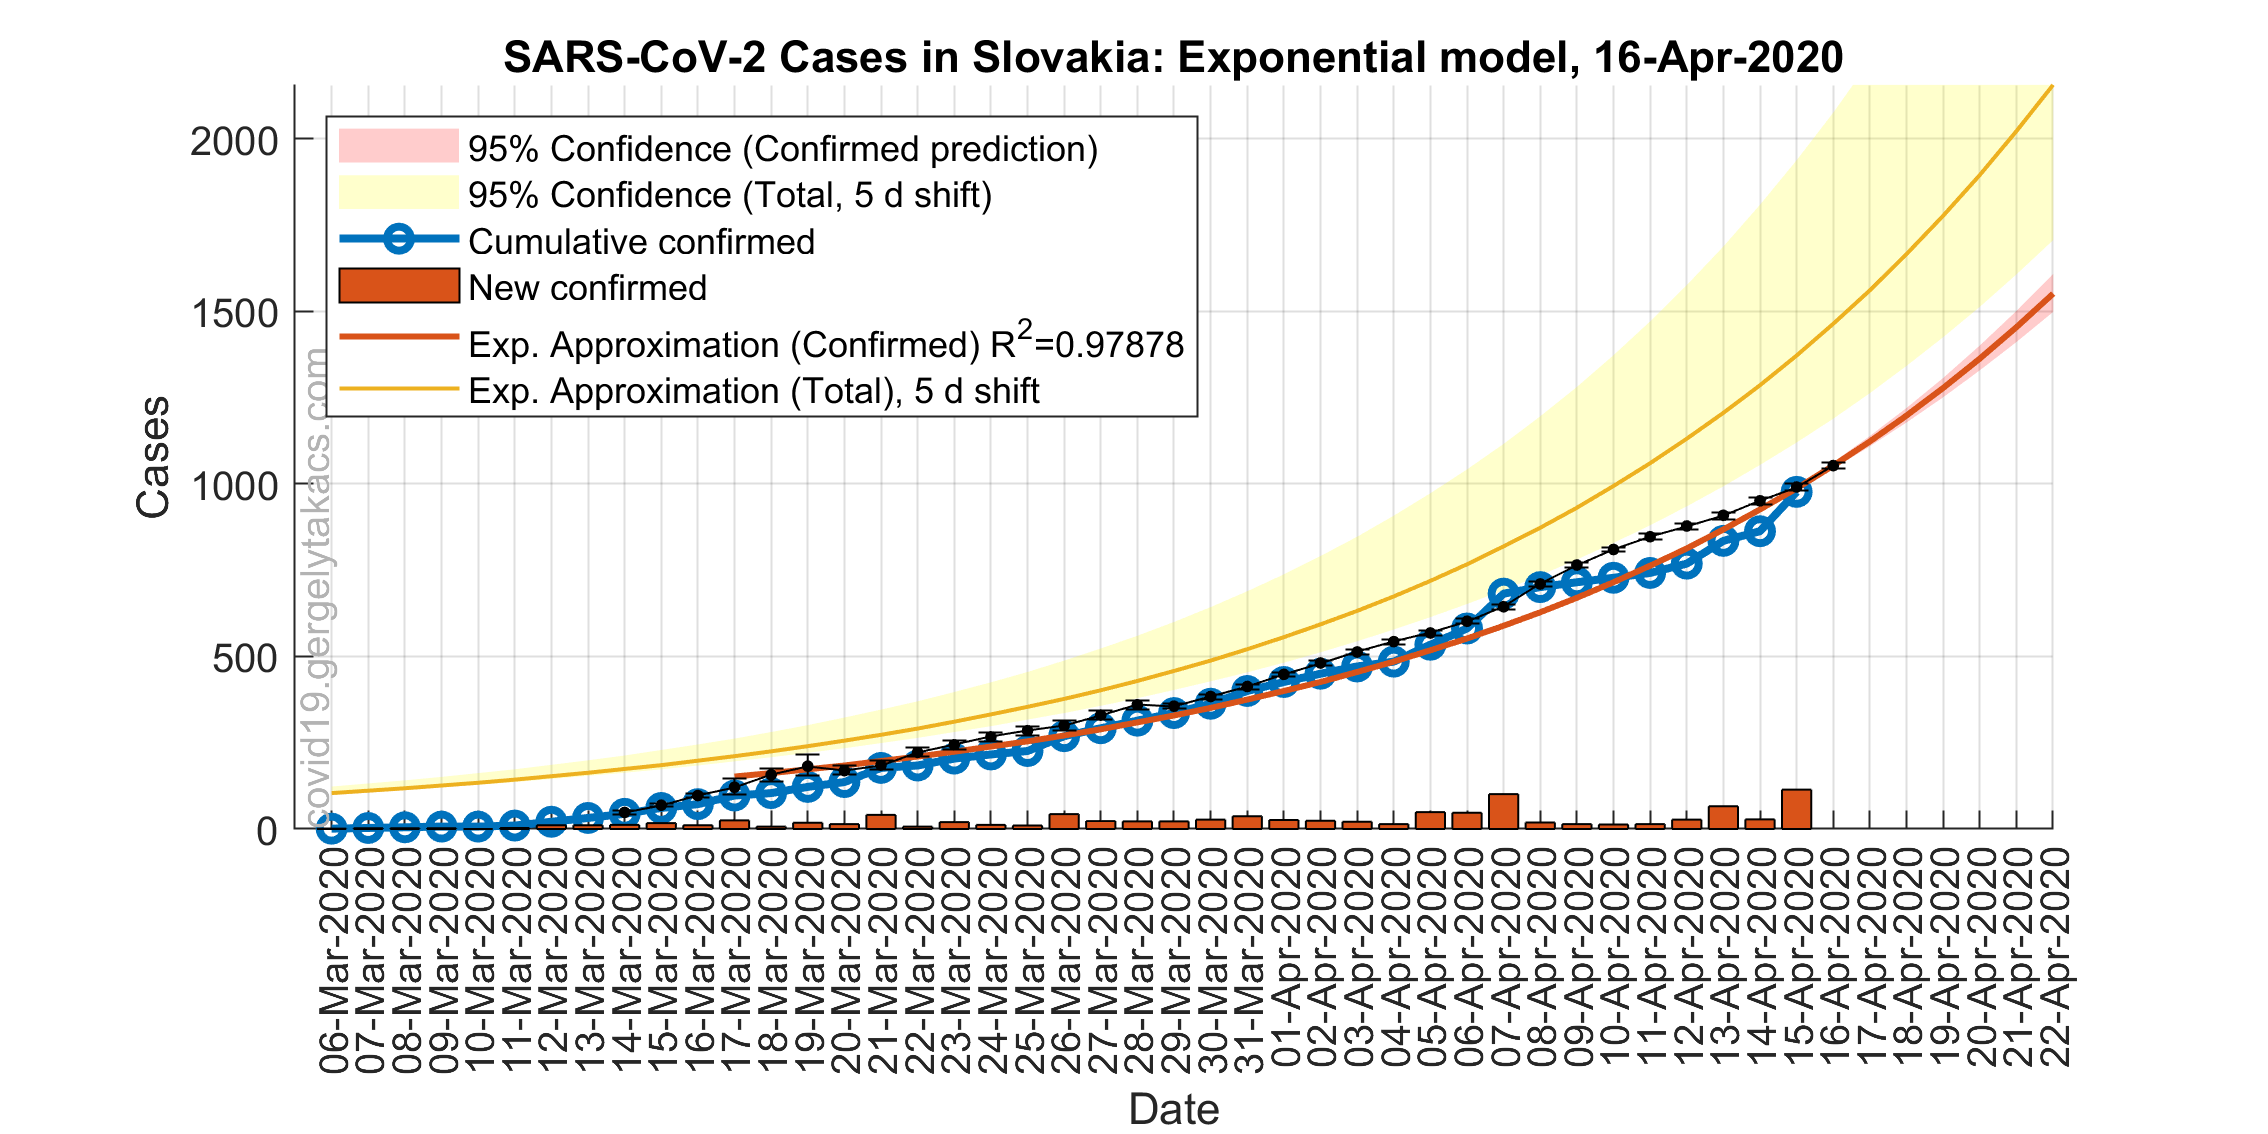 SARS-CoV-2 Cases in Slovakia: Exponential model, 16-Apr-2020
95% Confidence (Confirmed prediction)
95% Confidence (Total, 5 d shift)
Cumulative confirmed
New confirmed
Exp. Approximation (Confirmed) R²=0.97878
Exp. Approximation (Total), 5 d shift
2000
1500
1000
500
0
Cases
covid19.gergelytakacs.com
06-Mar-2020
07-Mar-2020
08-Mar-2020
09-Mar-2020
10-Mar-2020
11-Mar-2020
12-Mar-2020
13-Mar-2020
14-Mar-2020
15-Mar-2020
16-Mar-2020
17-Mar-2020
18-Mar-2020
19-Mar-2020
20-Mar-2020
21-Mar-2020
22-Mar-2020
23-Mar-2020
24-Mar-2020
25-Mar-2020
26-Mar-2020
27-Mar-2020
28-Mar-2020
29-Mar-2020
30-Mar-2020
31-Mar-2020
01-Apr-2020
02-Apr-2020
03-Apr-2020
04-Apr-2020
05-Apr-2020
06-Apr-2020
07-Apr-2020
08-Apr-2020
09-Apr-2020
10-Apr-2020
11-Apr-2020
12-Apr-2020
13-Apr-2020
14-Apr-2020
15-Apr-2020
16-Apr-2020
17-Apr-2020
18-Apr-2020
19-Apr-2020
20-Apr-2020
21-Apr-2020
22-Apr-2020
Date